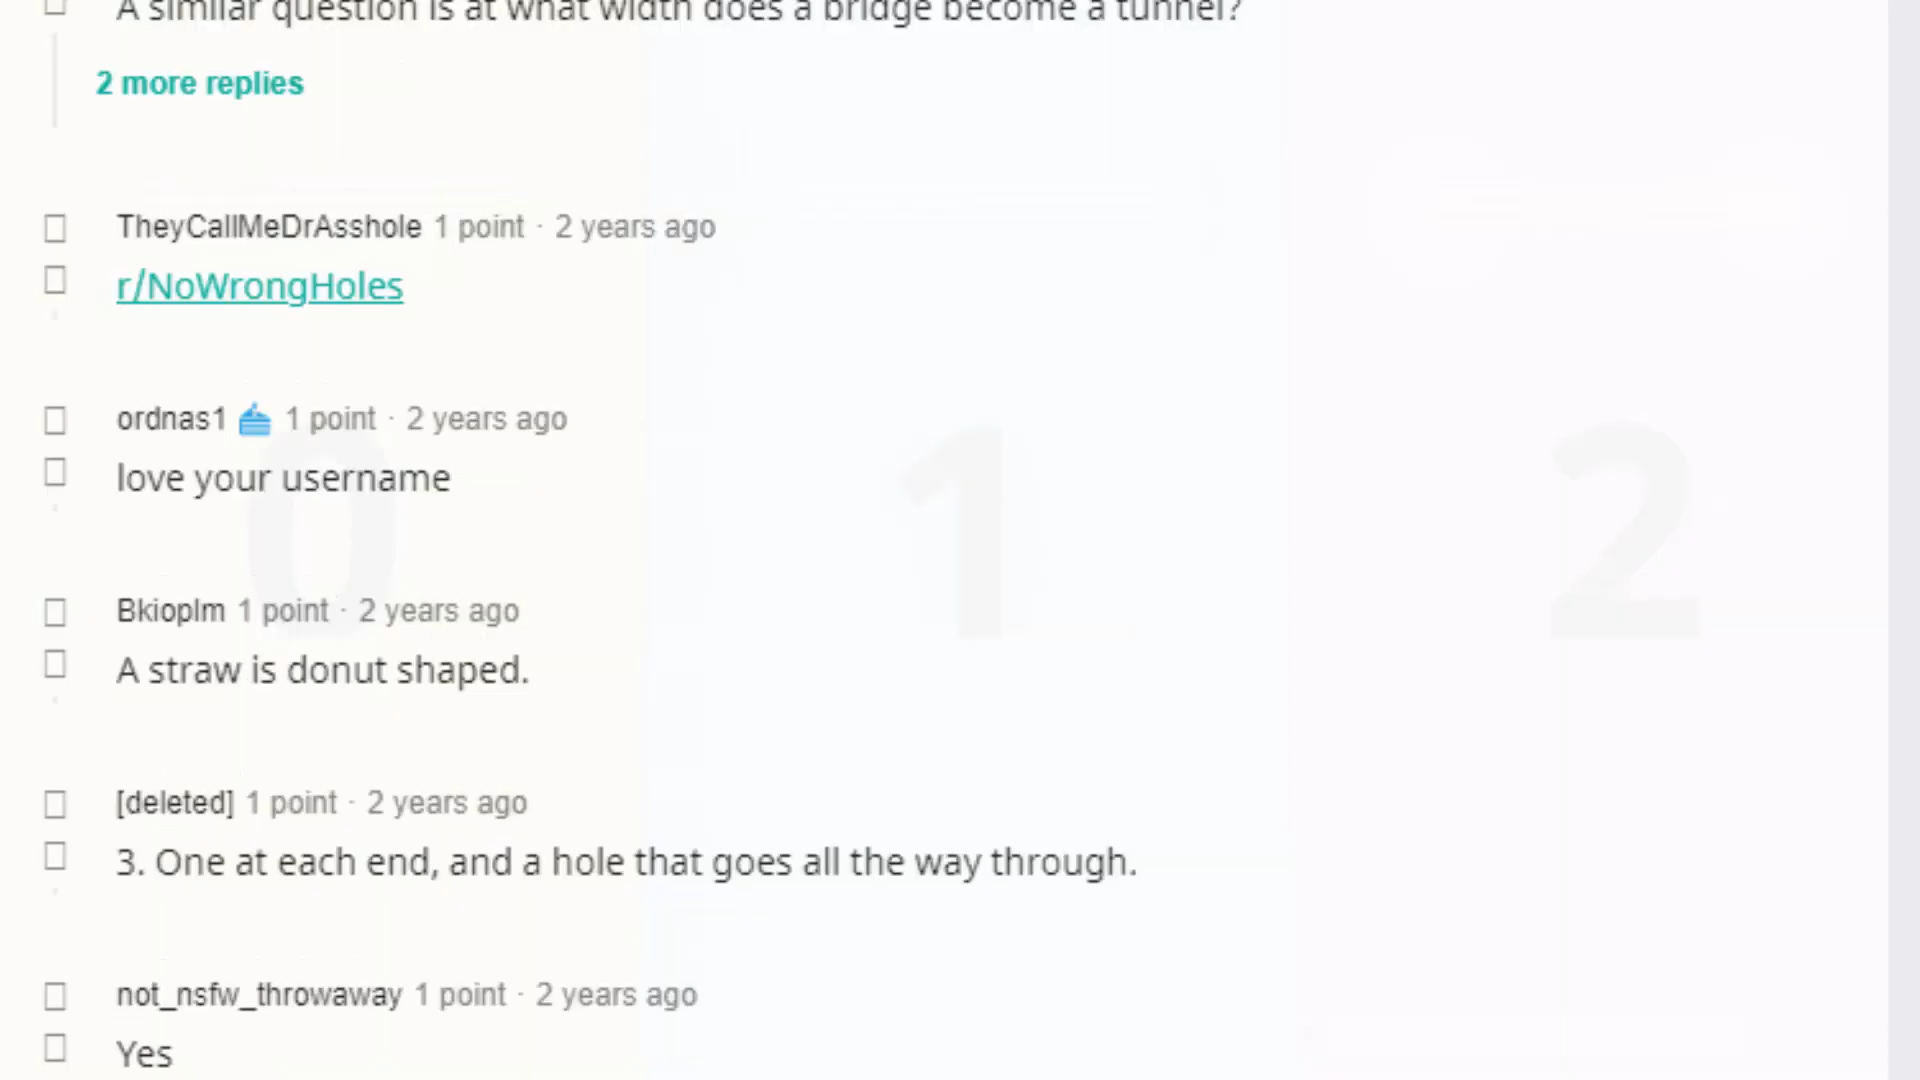 A similar question is at what width does a bridge become a tunnel?
2 more replies
TheyCallMeDrAsshole 1 point · 2 years ago
r/NoWrongHoles
ordnas1 1 point · 2 years ago
love your username
Bkioplm 1 point · 2 years ago
A straw is donut shaped.
[deleted] 1 point · 2 years ago
3. One at each end, and a hole that goes all the way through.
not_nsfw_throwaway 1 point · 2 years ago
Yes
0 1 2